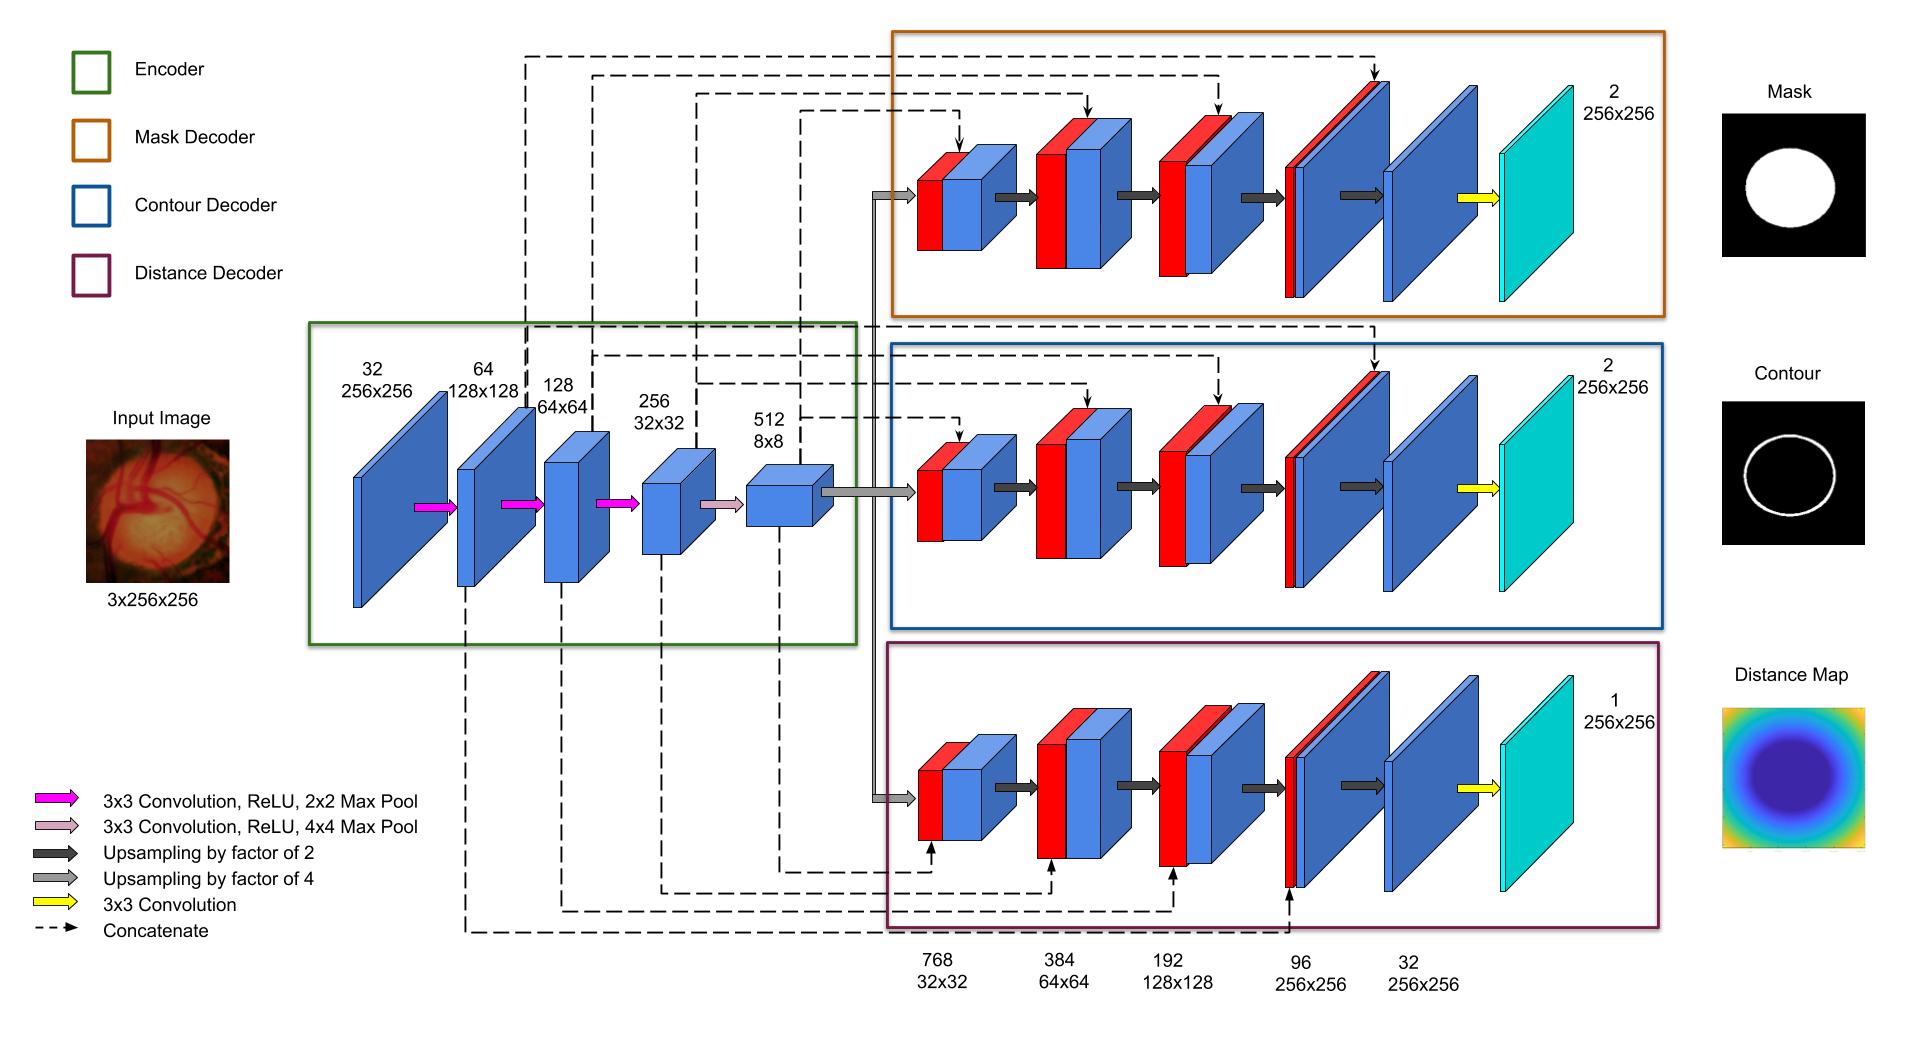 Encoder
Mask Decoder
Contour Decoder
Distance Decoder
Input Image
3x256x256
32
256x256
64
128x128
128
64x64
256
32x32
512
8x8
2
256x256
Mask
2
256x256
Contour
1
256x256
Distance Map
3x3 Convolution, ReLU, 2x2 Max Pool
3x3 Convolution, ReLU, 4x4 Max Pool
Upsampling by factor of 2
Upsampling by factor of 4
3x3 Convolution
Concatenate
768
32x32
384
64x64
192
128x128
96
256x256
32
256x256